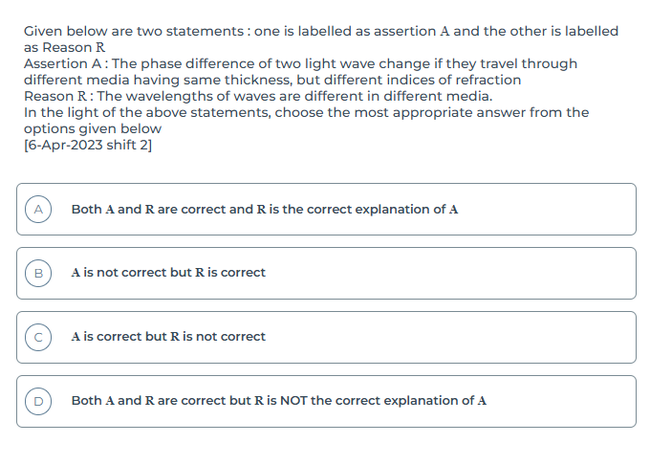 Given below are two statements : one is labelled as assertion A and the other is labelled
as Reason R
Assertion A : The phase difference of two light wave change if they travel through
different media having same thickness, but different indices of refraction
Reason R : The wavelengths of waves are different in different media.
In the light of the above statements, choose the most appropriate answer from the
options given below
[6-Apr-2023 shift 2]
A Both A and R are correct and R is the correct explanation of A
B A is not correct but R is correct
C A is correct but R is not correct
D Both A and R are correct but R is NOT the correct explanation of A